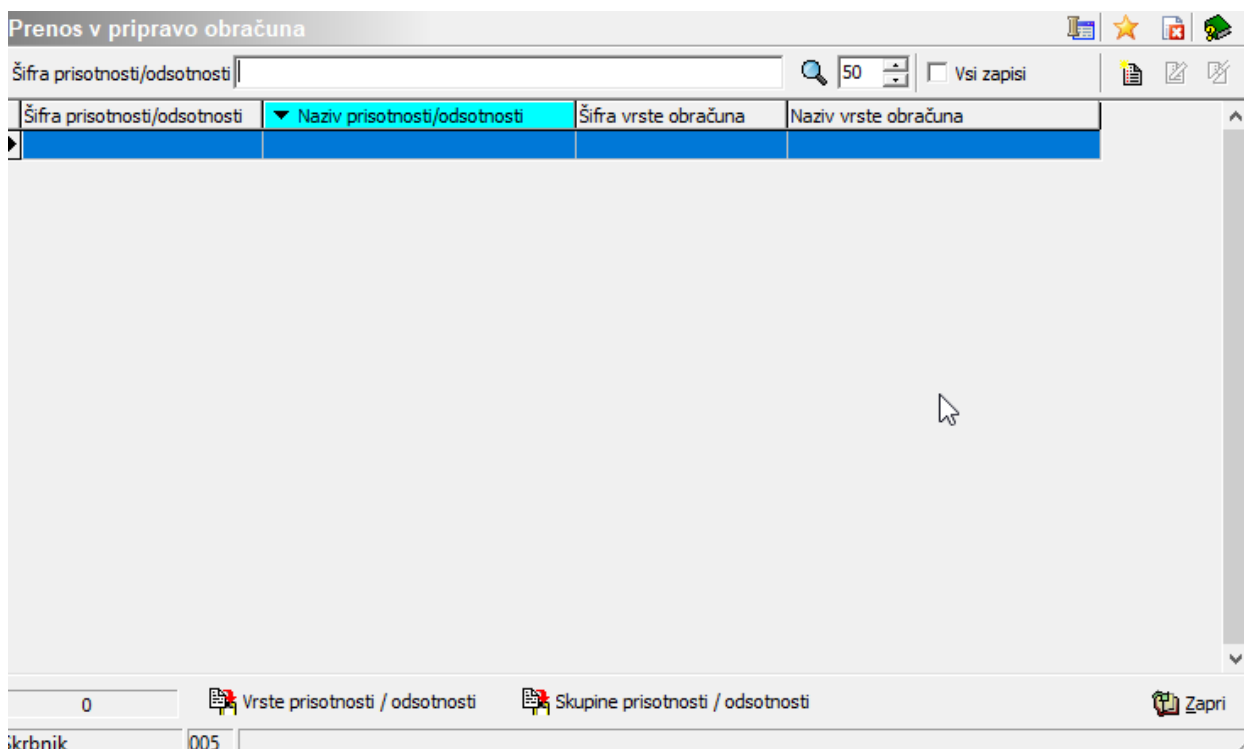 Prenos v pripravo obračuna
Šifra prisotnosti/odsotnosti 50 Vsi zapisi
Šifra prisotnosti/odsotnosti Naziv prisotnosti/odsotnosti Šifra vrste obračuna Naziv vrste obračuna
0 Vrste prisotnosti / odsotnosti Skupine prisotnosti / odsotnosti Zapri
Skrbnik 005